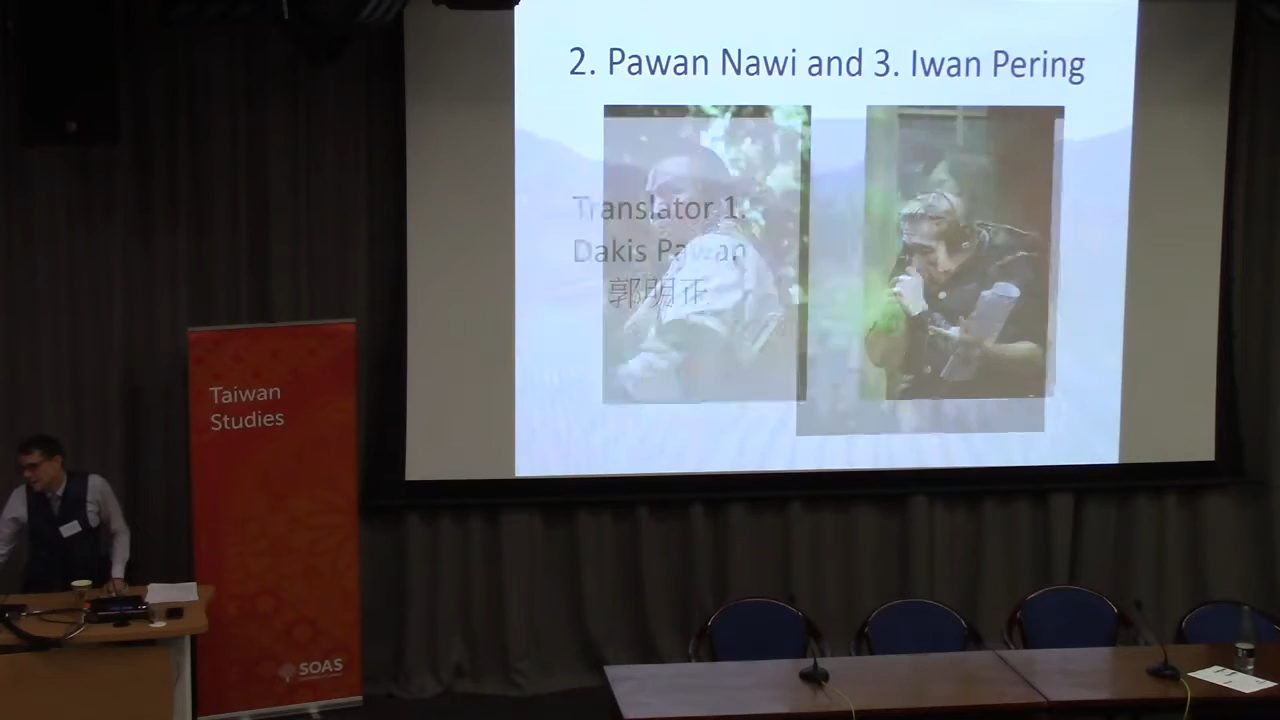 2. Pawan Nawi and 3. Iwan Pering
Translator 1.
Dakis Pawan
郭明正
Taiwan
Studies
SOAS